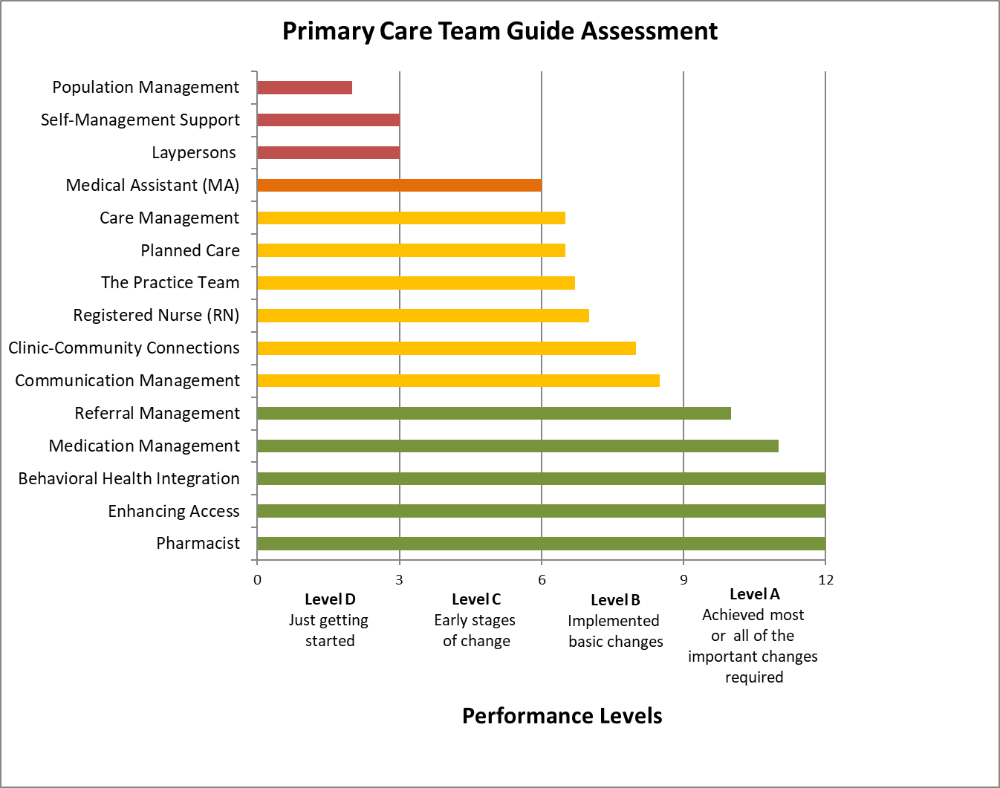 Primary Care Team Guide Assessment
Population Management
Self-Management Support
Laypersons
Medical Assistant (MA)
Care Management
Planned Care
The Practice Team
Registered Nurse (RN)
Clinic-Community Connections
Communication Management
Referral Management
Medication Management
Behavioral Health Integration
Enhancing Access
Pharmacist
0 3 6 9 12
Level D
Just getting
started
Level C
Early stages
of change
Level B
Implemented
basic changes
Level A
Achieved most
or all of the
important changes
required
Performance Levels